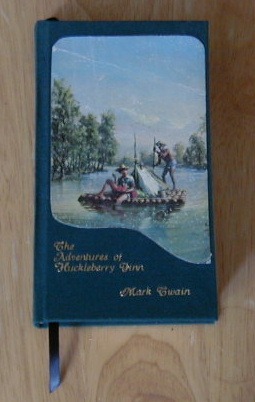 The
Adventures of
Huckleberry Finn
Mark Twain